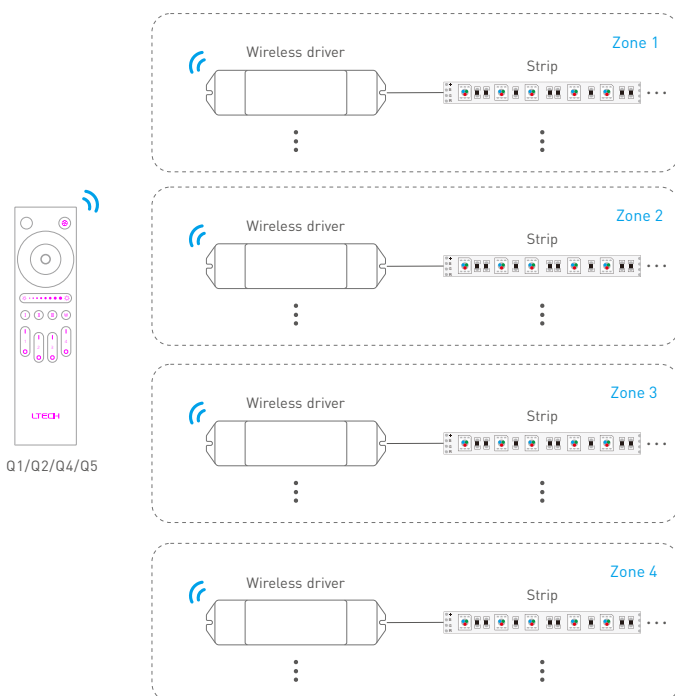 Zone 1
Wireless driver
Strip
Zone 2
Wireless driver
Strip
LTECH
Q1/Q2/Q4/Q5
Zone 3
Wireless driver
Strip
Zone 4
Wireless driver
Strip